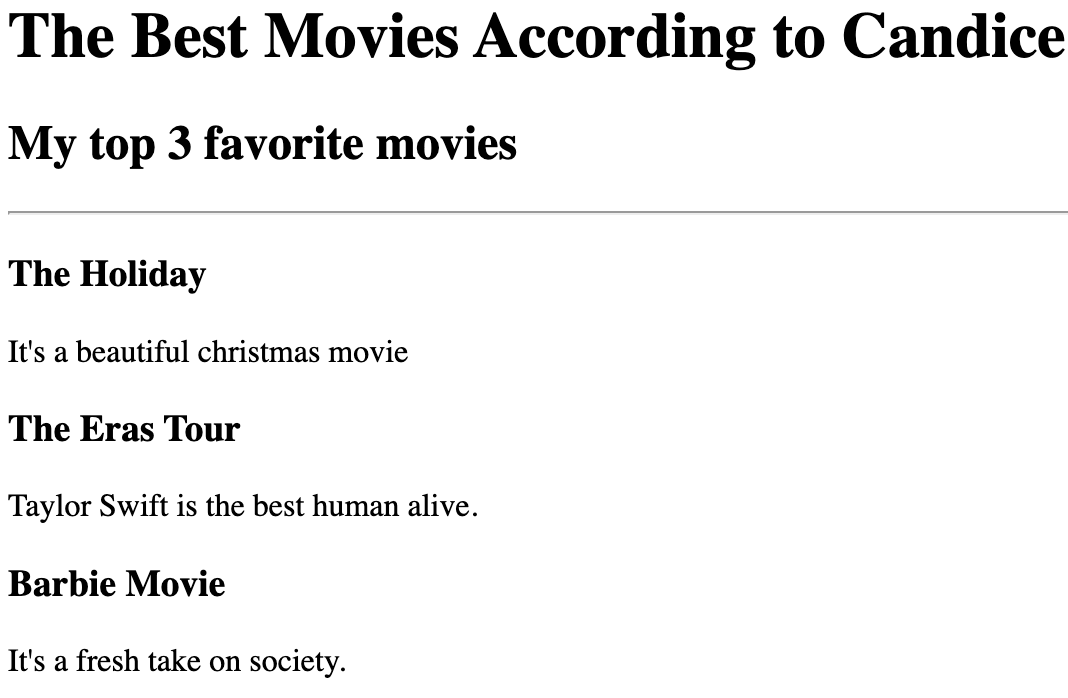 The Best Movies According to Candice
My top 3 favorite movies
The Holiday
It's a beautiful christmas movie
The Eras Tour
Taylor Swift is the best human alive.
Barbie Movie
It's a fresh take on society.